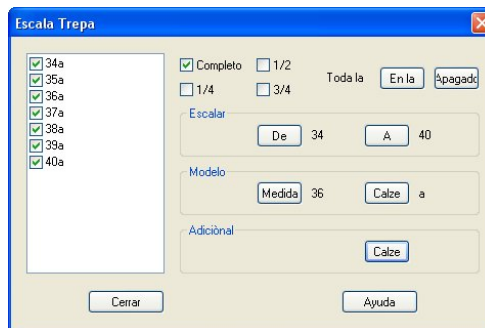 Escala Trepa
34a
35a
36a
37a
38a
39a
40a
Completo 1/2
1/4 3/4
Toda la En la Apagado
Escalar
De 34 A 40
Modelo
Medida 36 Calze a
Adiciònal
Calze
Cerrar Ayuda